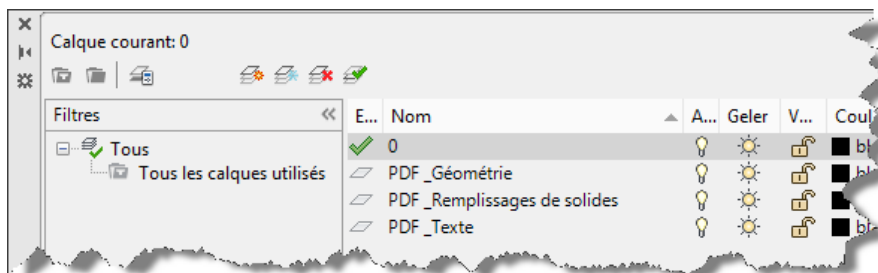 Calque courant: 0
Filtres
E... Nom A... Geler V... Coul
Tous
Tous les calques utilisés
0
PDF _Géométrie
PDF _Remplissages de solides
PDF _Texte